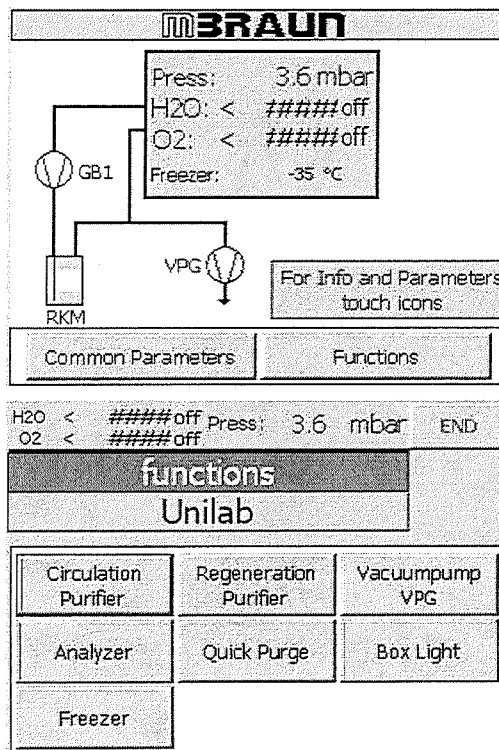 mBRAUN
Press: 3.6 mbar
H2O: < #####off
O2: < #####off
Freezer: -35 °C
GB1
VPG
RKM
For Info and Parameters
touch icons
Common Parameters
Functions
H2O < ####off
O2 < ####off
Press: 3.6 mbar
END
functions
Unilab
Circulation
Purifier
Regeneration
Purifier
Vacuumpump
VPG
Analyzer
Quick Purge
Box Light
Freezer